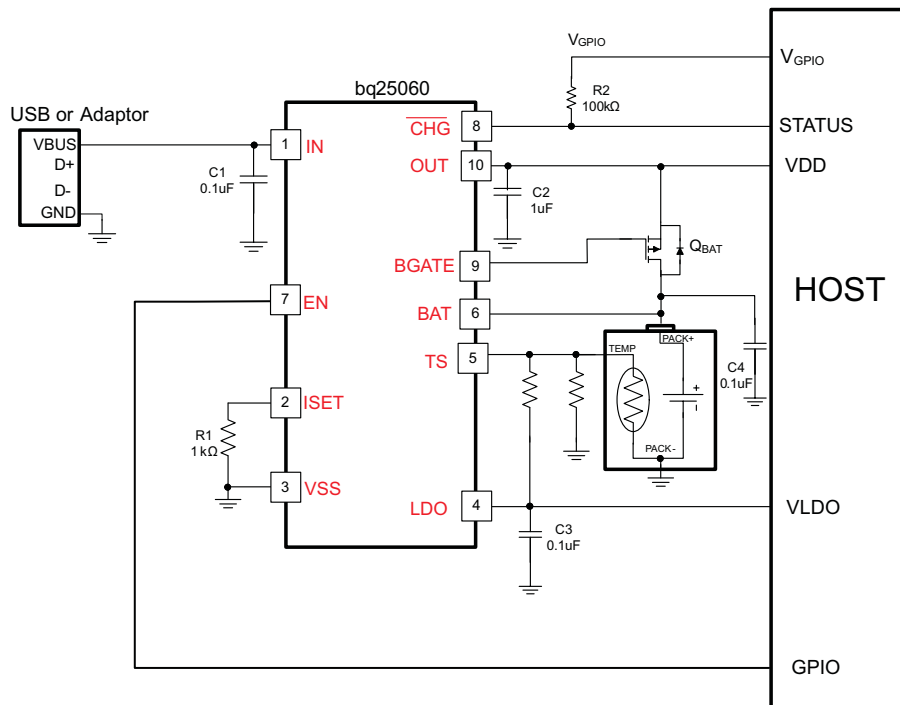 bq25060
USB or Adaptor
VBUS
D+
D-
GND
C1
0.1uF
1
IN
7
EN
2
ISET
R1
1 kΩ
3
VSS
CHG
8
OUT
10
BGATE
9
BAT
6
TS
5
LDO
4
VGPIO
R2
100kΩ
C2
1uF
QBAT
TEMP
PACK+
+
−
PACK-
C4
0.1uF
C3
0.1uF
VGPIO
STATUS
VDD
HOST
VLDO
GPIO